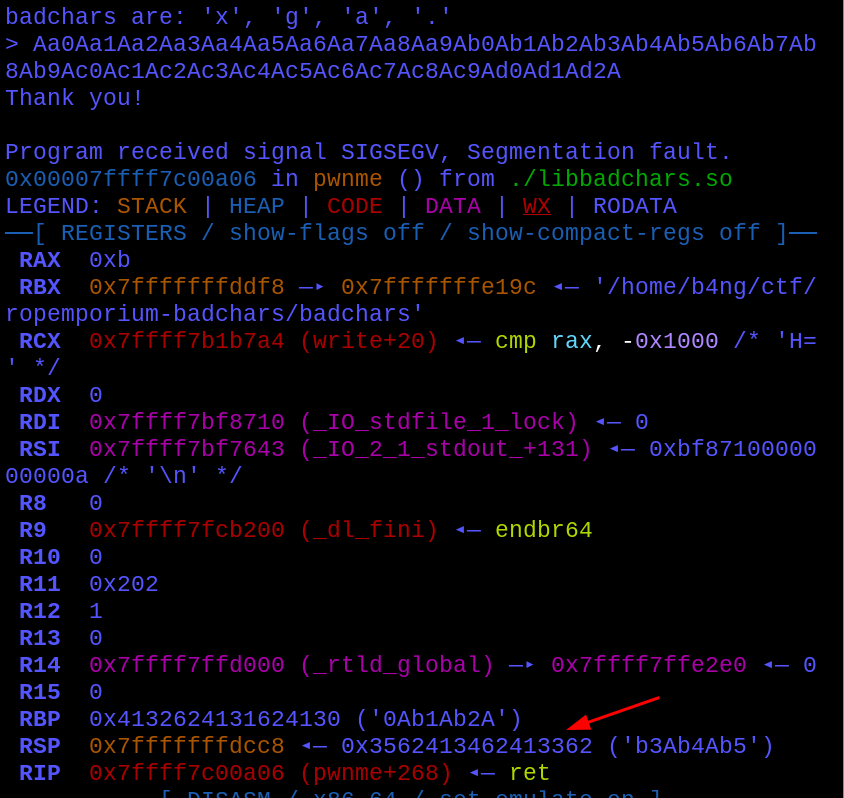 badchars are: 'x', 'g', 'a', '.'
> Aa0Aa1Aa2Aa3Aa4Aa5Aa6Aa7Aa8Aa9Ab0Ab1Ab2Ab3Ab4Ab5Ab6Ab7Ab
8Ab9Ac0Ac1Ac2Ac3Ac4Ac5Ac6Ac7Ac8Ac9Ad0Ad1Ad2A
Thank you!
Program received signal SIGSEGV, Segmentation fault.
0x00007ffff7c00a06 in pwnme () from ./libbadchars.so
LEGEND: STACK | HEAP | CODE | DATA | WX | RODATA
──[ REGISTERS / show-flags off / show-compact-regs off ]──
RAX 0xb
RBX 0x7fffffffddf8 —▸ 0x7fffffffe19c ◂— '/home/b4ng/ctf/
ropemporium-badchars/badchars'
RCX 0x7ffff7b1b7a4 (write+20) ◂— cmp rax, -0x1000 /* 'H=
' */
RDX 0
RDI 0x7ffff7bf8710 (_IO_stdfile_1_lock) ◂— 0
RSI 0x7ffff7bf7643 (_IO_2_1_stdout_+131) ◂— 0xbf87100000
00000a /* '\n' */
R8 0
R9 0x7ffff7fcb200 (_dl_fini) ◂— endbr64
R10 0
R11 0x202
R12 1
R13 0
R14 0x7ffff7ffd000 (_rtld_global) —▸ 0x7ffff7ffe2e0 ◂— 0
R15 0
RBP 0x4132624131624130 ('0Ab1Ab2A')
RSP 0x7fffffffdcc8 ◂— 0x3562413462413362 ('b3Ab4Ab5')
RIP 0x7ffff7c00a06 (pwnme+268) ◂— ret
[ DISASM / x86-64 / set emulate on ]